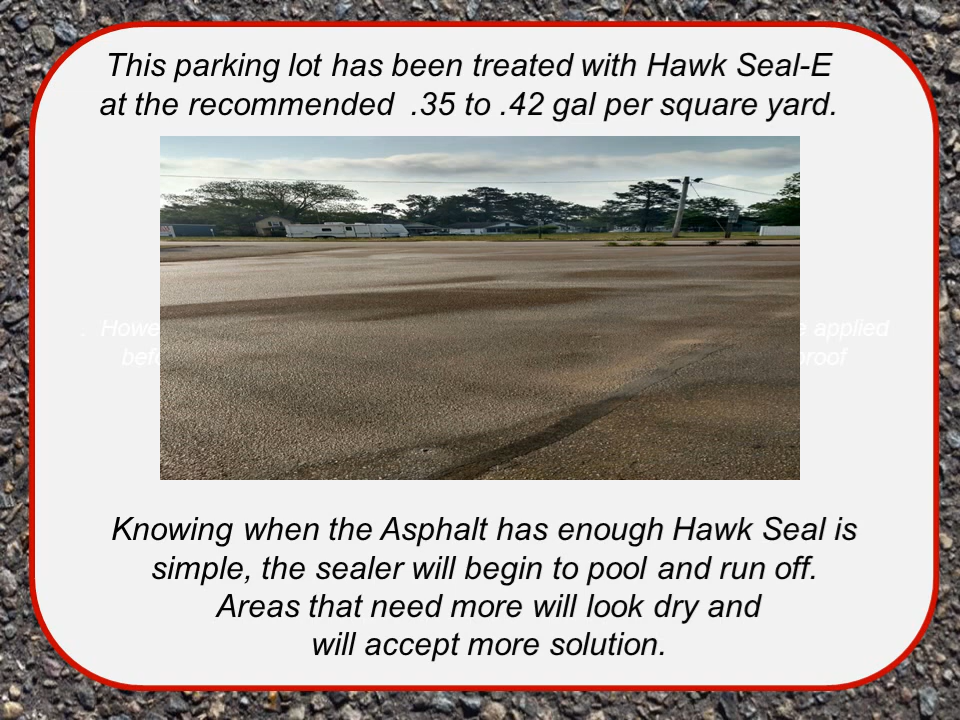 This parking lot has been treated with Hawk Seal-E
at the recommended .35 to .42 gal per square yard.
. applied
proof
Knowing when the Asphalt has enough Hawk Seal is
simple, the sealer will begin to pool and run off.
Areas that need more will look dry and
will accept more solution.